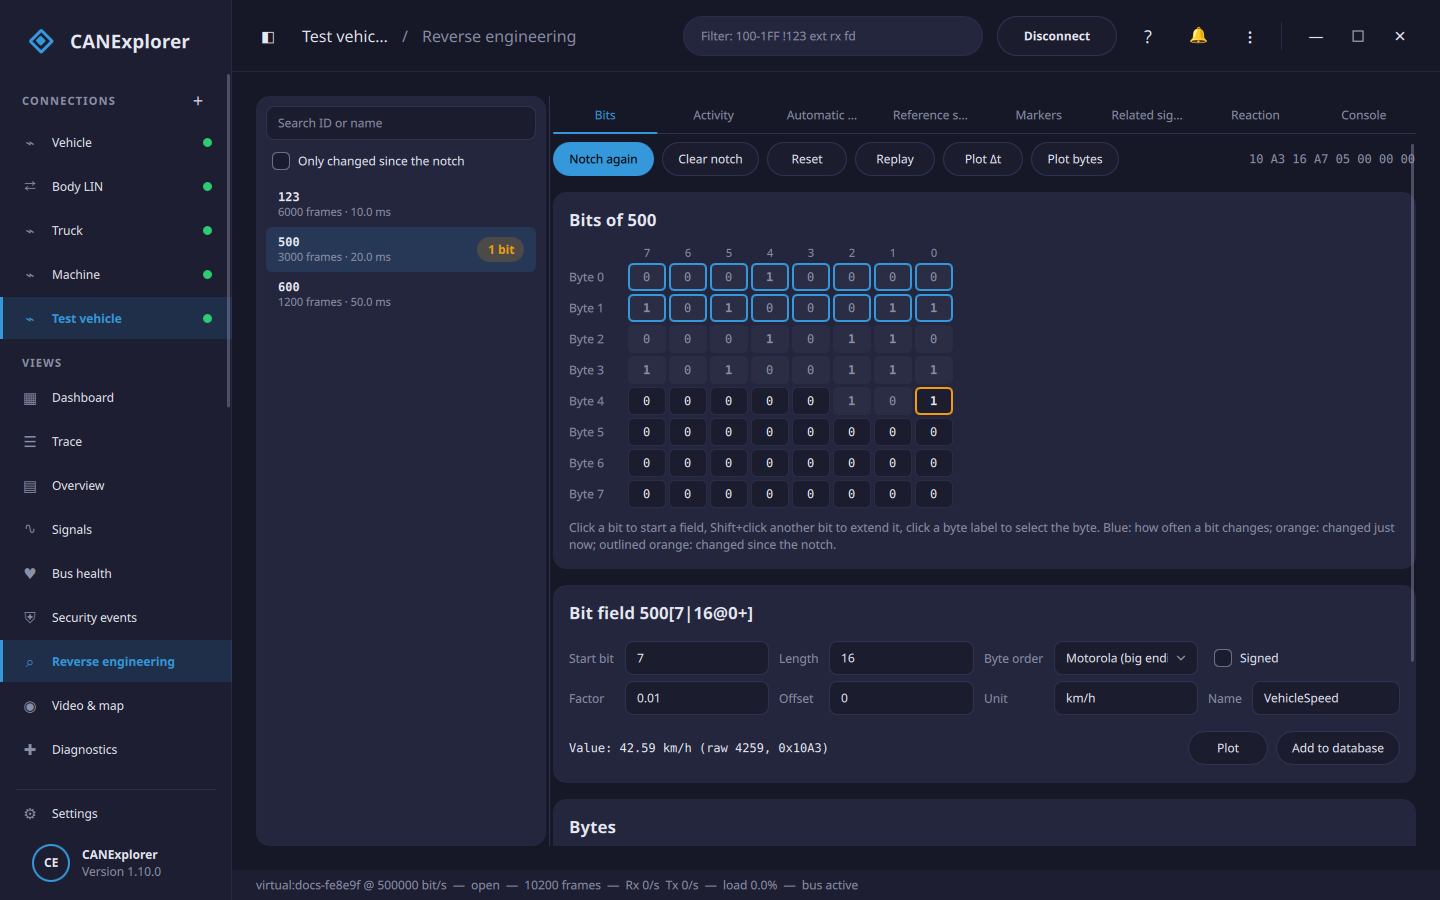 CANExplorer
Test vehic... / Reverse engineering
Filter: 100-1FF !123 ext rx fd
Disconnect
?
CONNECTIONS +
Vehicle
Body LIN
Truck
Machine
Test vehicle
VIEWS
Dashboard
Trace
Overview
Signals
Bus health
Security events
Reverse engineering
Video & map
Diagnostics
Settings
CE
CANExplorer
Version 1.10.0
Search ID or name
Only changed since the notch
123
6000 frames · 10.0 ms
500
3000 frames · 20.0 ms
1 bit
600
1200 frames · 50.0 ms
Bits Activity Automatic ... Reference s... Markers Related sig... Reaction Console
Notch again Clear notch Reset Replay Plot Δt Plot bytes 10 A3 16 A7 05 00 00 00
Bits of 500
7 6 5 4 3 2 1 0
Byte 0 0 0 0 1 0 0 0 0
Byte 1 1 0 1 0 0 0 1 1
Byte 2 0 0 0 1 0 1 1 0
Byte 3 1 0 1 0 0 1 1 1
Byte 4 0 0 0 0 0 1 0 1
Byte 5 0 0 0 0 0 0 0 0
Byte 6 0 0 0 0 0 0 0 0
Byte 7 0 0 0 0 0 0 0 0
Click a bit to start a field, Shift+click another bit to extend it, click a byte label to select the byte. Blue: how often a bit changes; orange: changed just
now; outlined orange: changed since the notch.
Bit field 500[7|16@0+]
Start bit 7 Length 16 Byte order Motorola (big endi Signed
Factor 0.01 Offset 0 Unit km/h Name VehicleSpeed
Value: 42.59 km/h (raw 4259, 0x10A3)
Plot Add to database
Bytes
virtual:docs-fe8e9f @ 500000 bit/s — open — 10200 frames — Rx 0/s Tx 0/s — load 0.0% — bus active